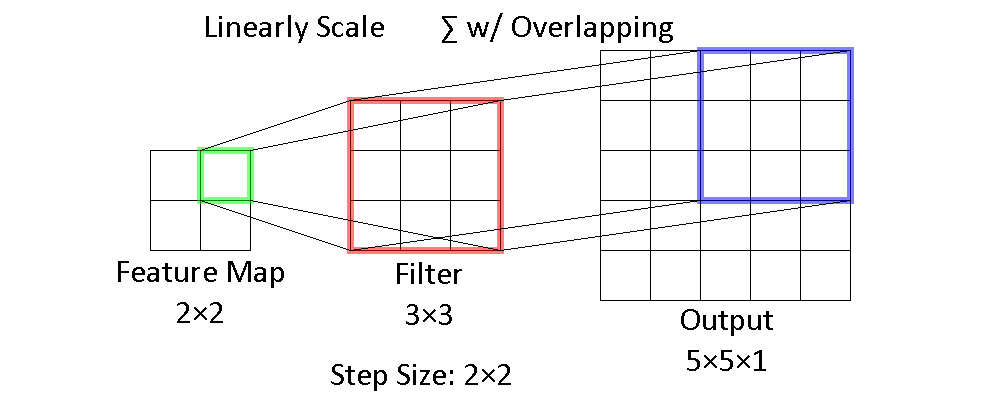 Linearly Scale
∑ w/ Overlapping
Feature Map
2×2
Filter
3×3
Output
5×5×1
Step Size: 2×2